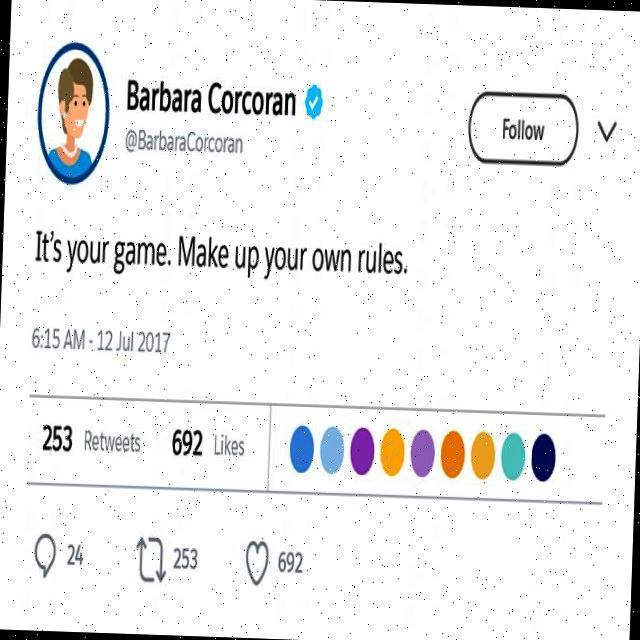 Barbara Corcoran
@BarbaraCorcoran
Follow
It's your game. Make up your own rules.
6:15 AM - 12 Jul 2017
253 Retweets 692 Likes
24 253 692